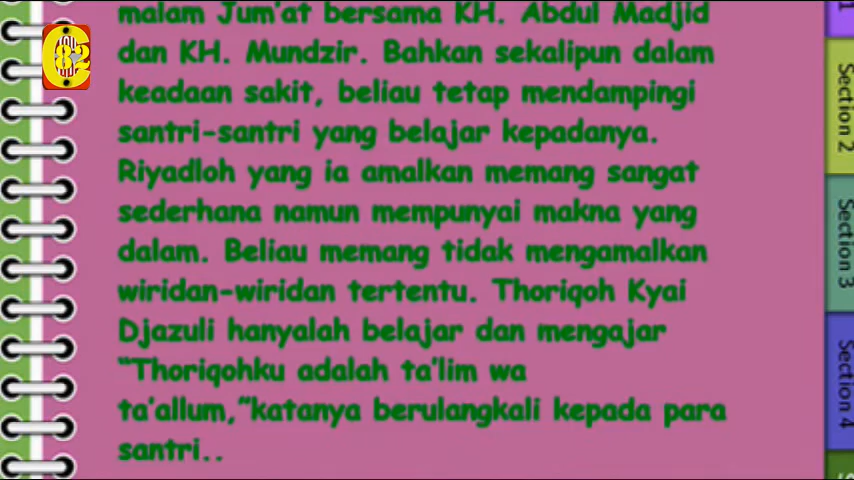 malam Jum'at bersama KH. Abdul Madjid
dan KH. Mundzir. Bahkan sekalipun dalam
keadaan sakit, beliau tetap mendampingi
santri-santri yang belajar kepadanya.
Riyadloh yang ia amalkan memang sangat
sederhana namun mempunyai makna yang
dalam. Beliau memang tidak mengamalkan
wiridan-wiridan tertentu. Thoriqoh Kyai
Djazuli hanyalah belajar dan mengajar
"Thoriqohku adalah ta'lim wa
ta'allum,"katanya berulangkali kepada para
santri..
82
1
Section 2
Section 3
Section 4